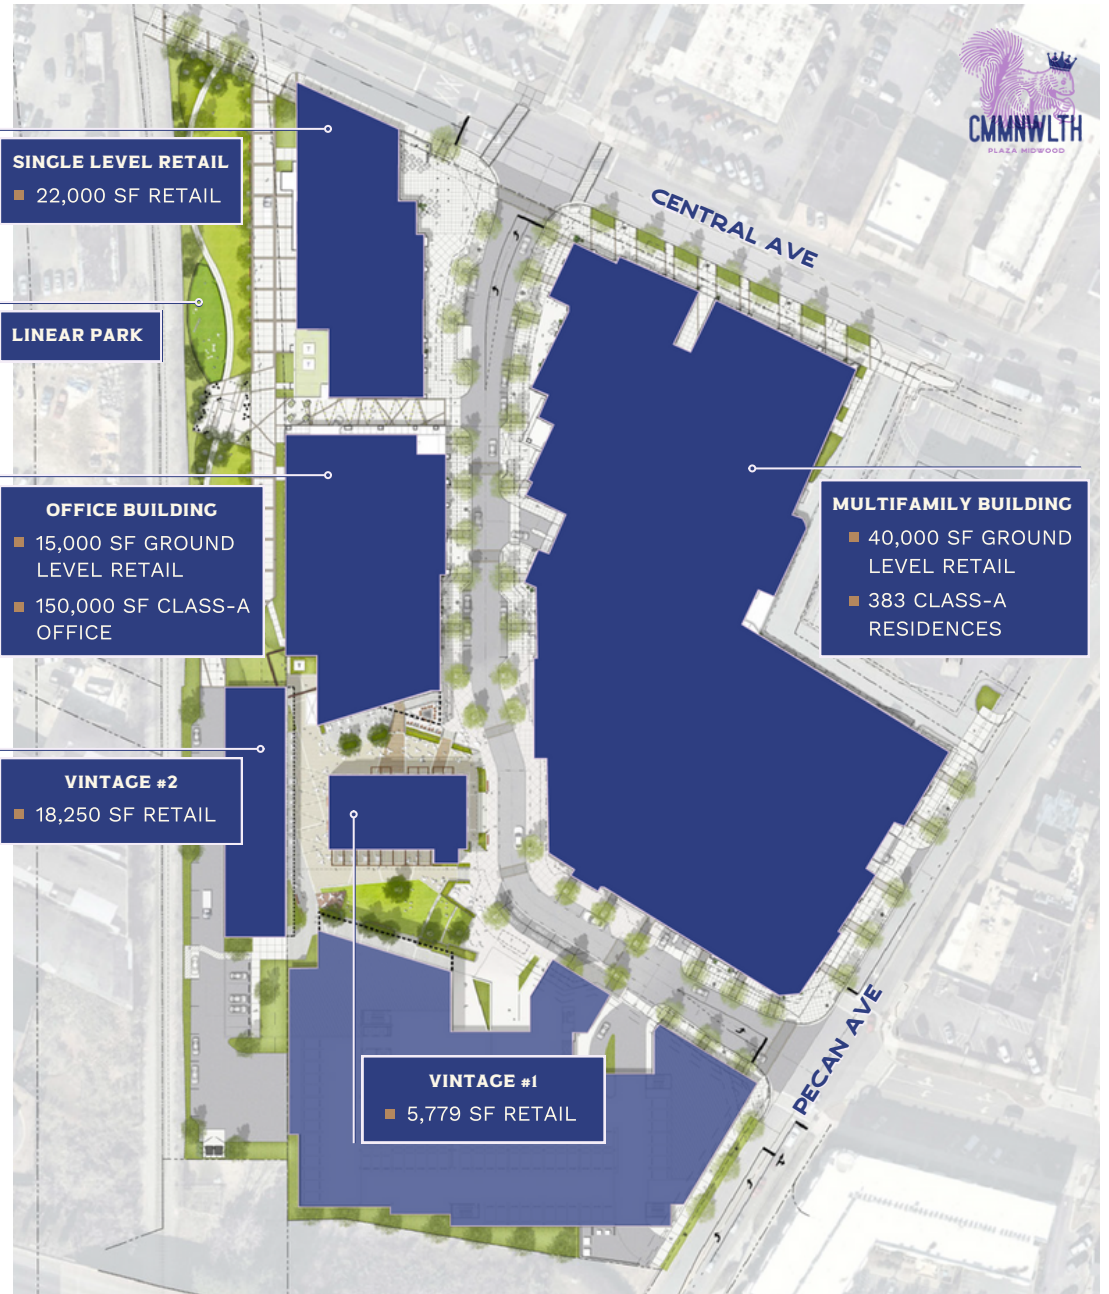 CMMNWLTH
PLAZA MIDWOOD
SINGLE LEVEL RETAIL
22,000 SF RETAIL
CENTRAL AVE
LINEAR PARK
OFFICE BUILDING
15,000 SF GROUND
LEVEL RETAIL
150,000 SF CLASS-A
OFFICE
MULTIFAMILY BUILDING
40,000 SF GROUND
LEVEL RETAIL
383 CLASS-A
RESIDENCES
VINTAGE #2
18,250 SF RETAIL
VINTAGE #1
5,779 SF RETAIL
PECAN AVE